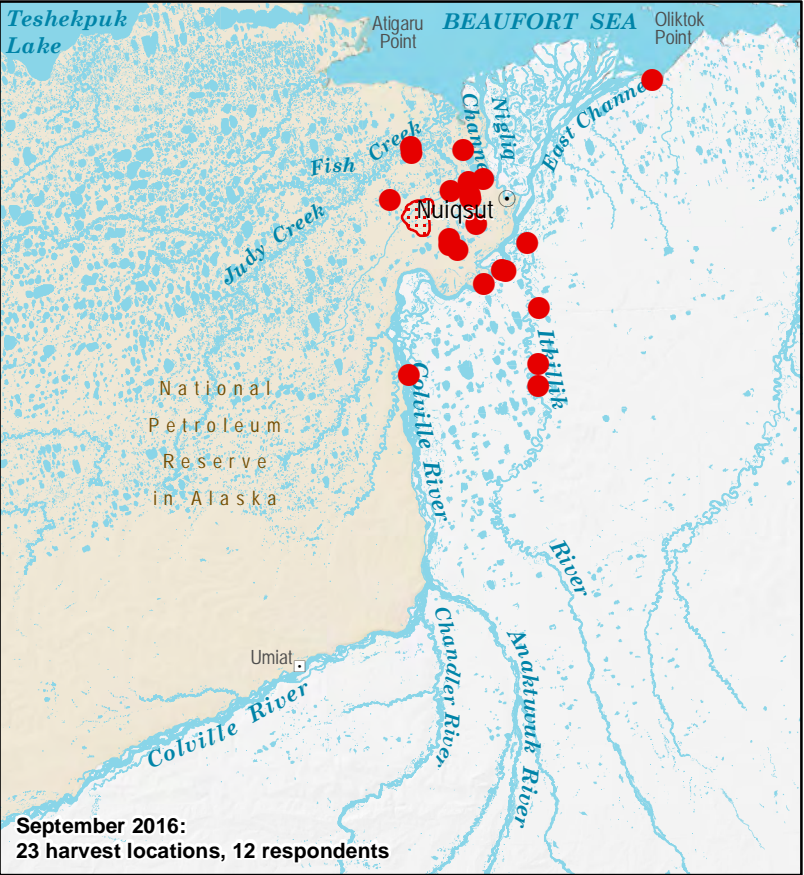 Teshekpuk
Lake
Atigaru
Point
BEAUFORT SEA
Oliktok
Point
Nigliq
Channel
East Channel
Fish Creek
Judy Creek
Nuiqsut
Itkillik
River
Colville River
National
Petroleum
Reserve
in Alaska
Umiat
Colville River
Chandler River
Anaktuvuk River
September 2016:
23 harvest locations, 12 respondents